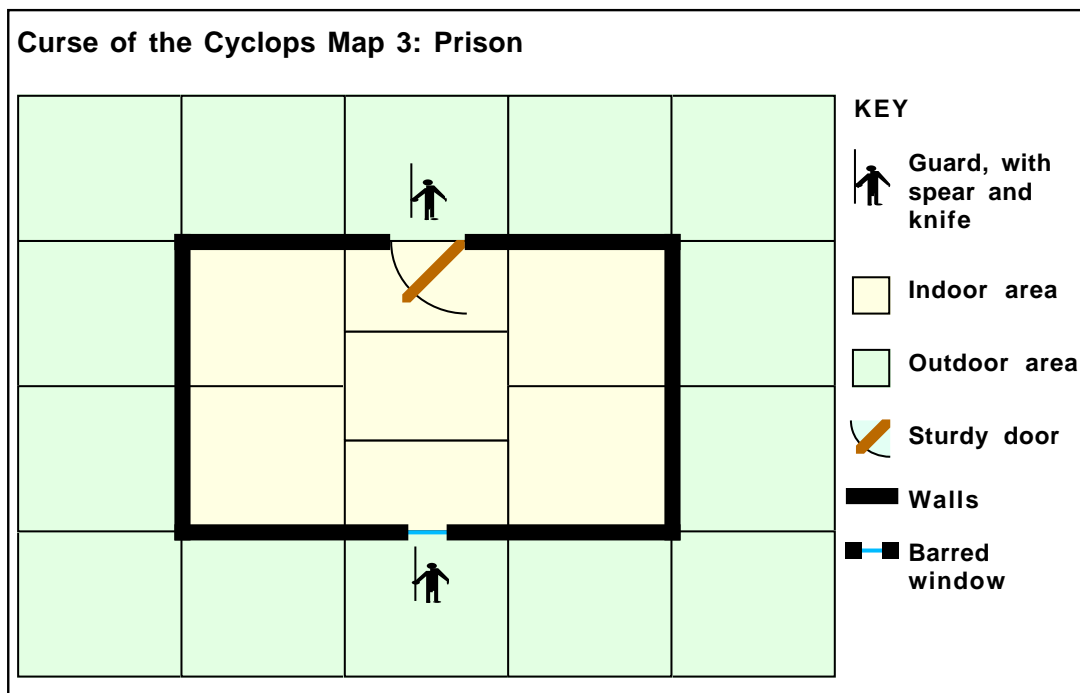 Curse of the Cyclops Map 3: Prison
KEY
Guard, with
spear and
knife
Indoor area
Outdoor area
Sturdy door
Walls
Barred
window